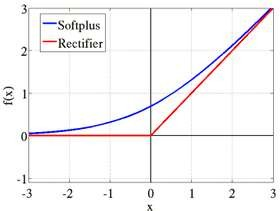 3
Softplus
Rectifier
2
1
0
-1
f(x)
-3 -2 -1 0 1 2 3
x